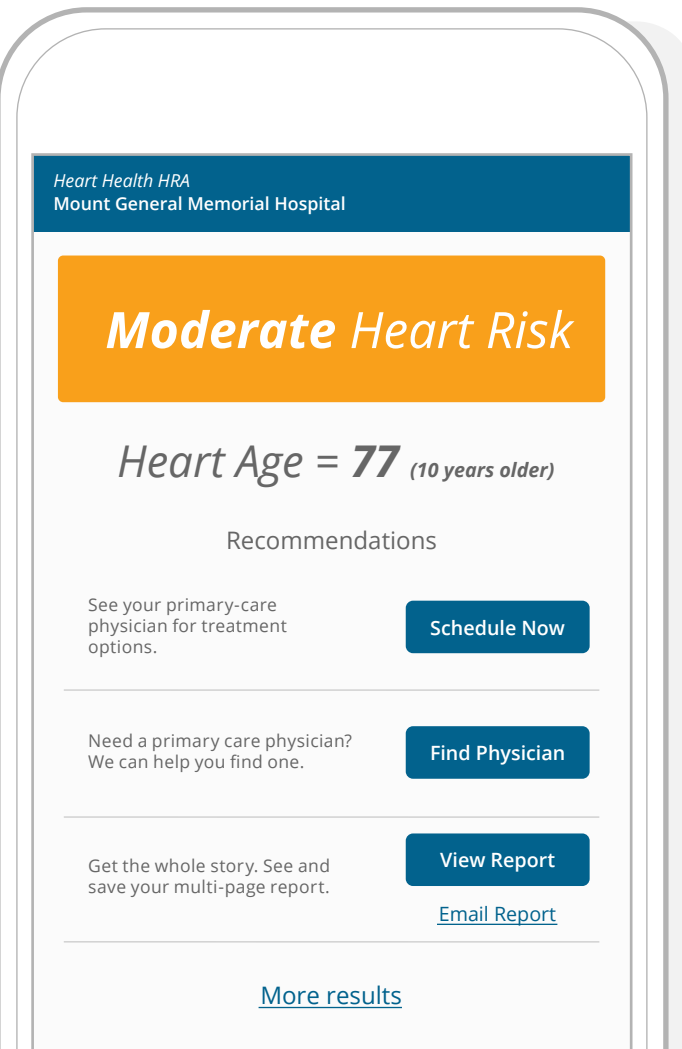 Heart Health HRA
Mount General Memorial Hospital
Moderate Heart Risk
Heart Age = 77 (10 years older)
Recommendations
See your primary-care
physician for treatment
options.
Schedule Now
Need a primary care physician?
We can help you find one.
Find Physician
Get the whole story. See and
save your multi-page report.
View Report
Email Report
More results